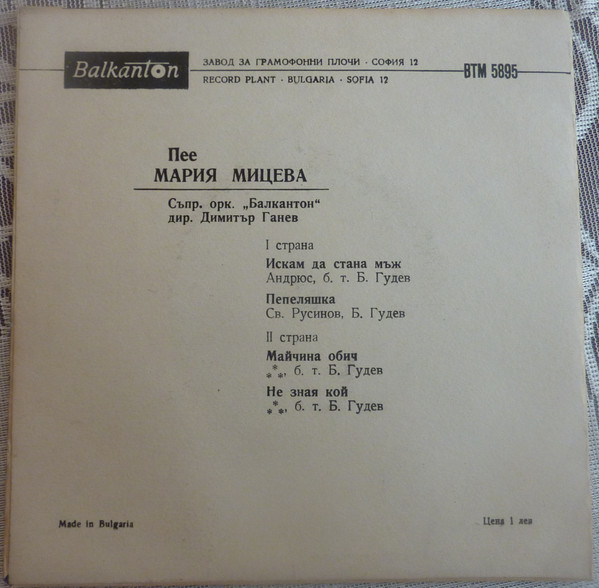 Balkanton
ЗАВОД ЗА ГРАМОФОННИ ПЛОЧИ · СОФИЯ 12
RECORD PLANT · BULGARIA · SOFIA 12
ВТМ 5895
Пее
МАРИЯ МИЦЕВА
Съпр. орк. „Балкантон“
дир. Димитър Ганев
I страна
Искам да стана мъж
Андрюс, б. т. Б. Гудев
Пепеляшка
Св. Русинов, Б. Гудев
II страна
Майчина обич
***, б. т. Б. Гудев
Не зная кой
***, б. т. Б. Гудев
Made in Bulgaria
Цена 1 лев